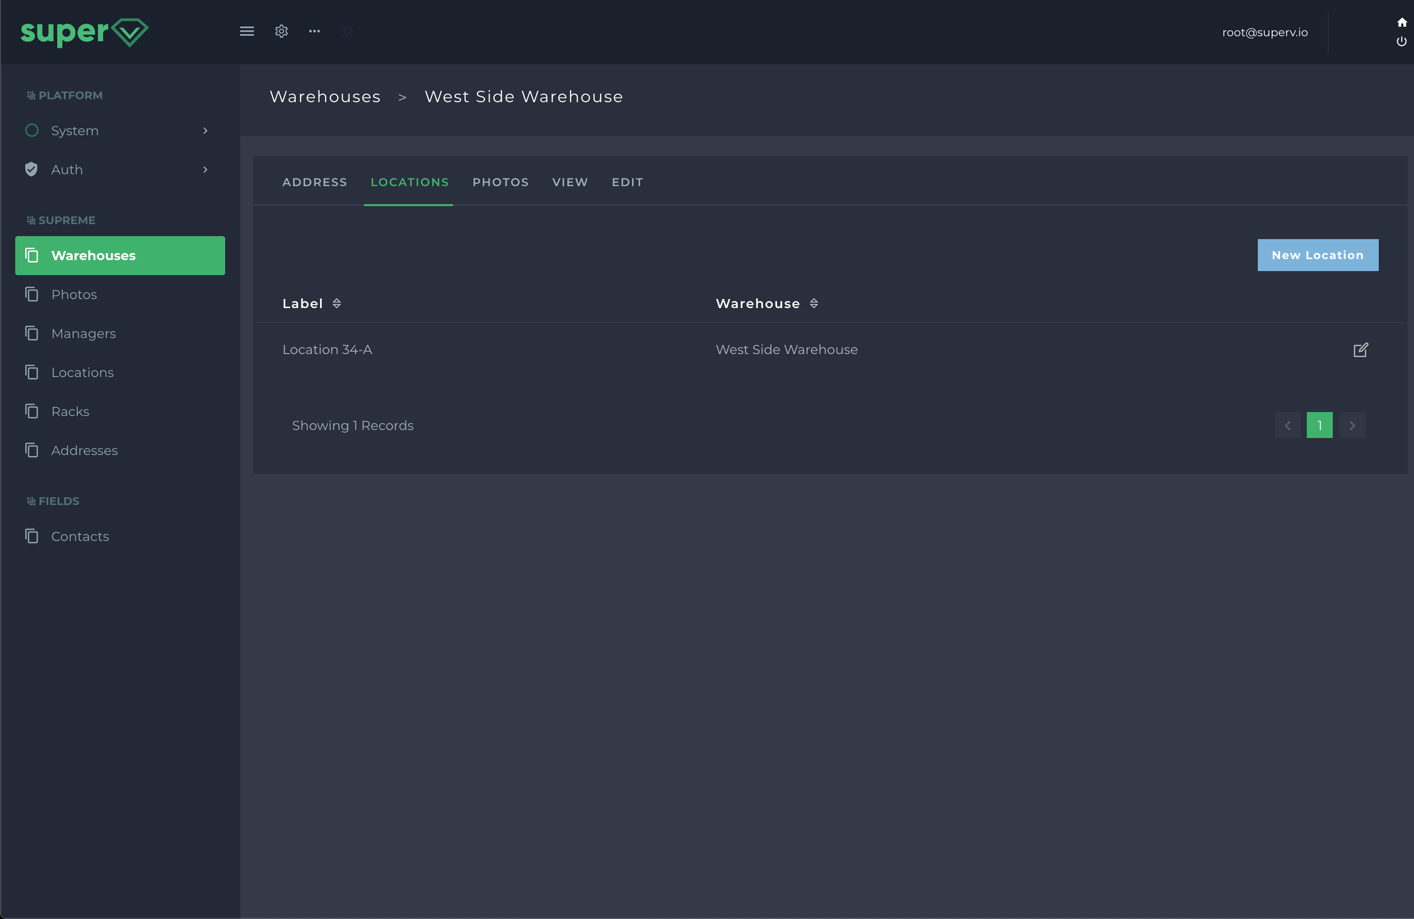 super
root@superv.io
PLATFORM
System
Auth
SUPREME
Warehouses
Photos
Managers
Locations
Racks
Addresses
FIELDS
Contacts
Warehouses > West Side Warehouse
ADDRESS LOCATIONS PHOTOS VIEW EDIT
New Location
Label Warehouse
Location 34-A West Side Warehouse
Showing 1 Records
1